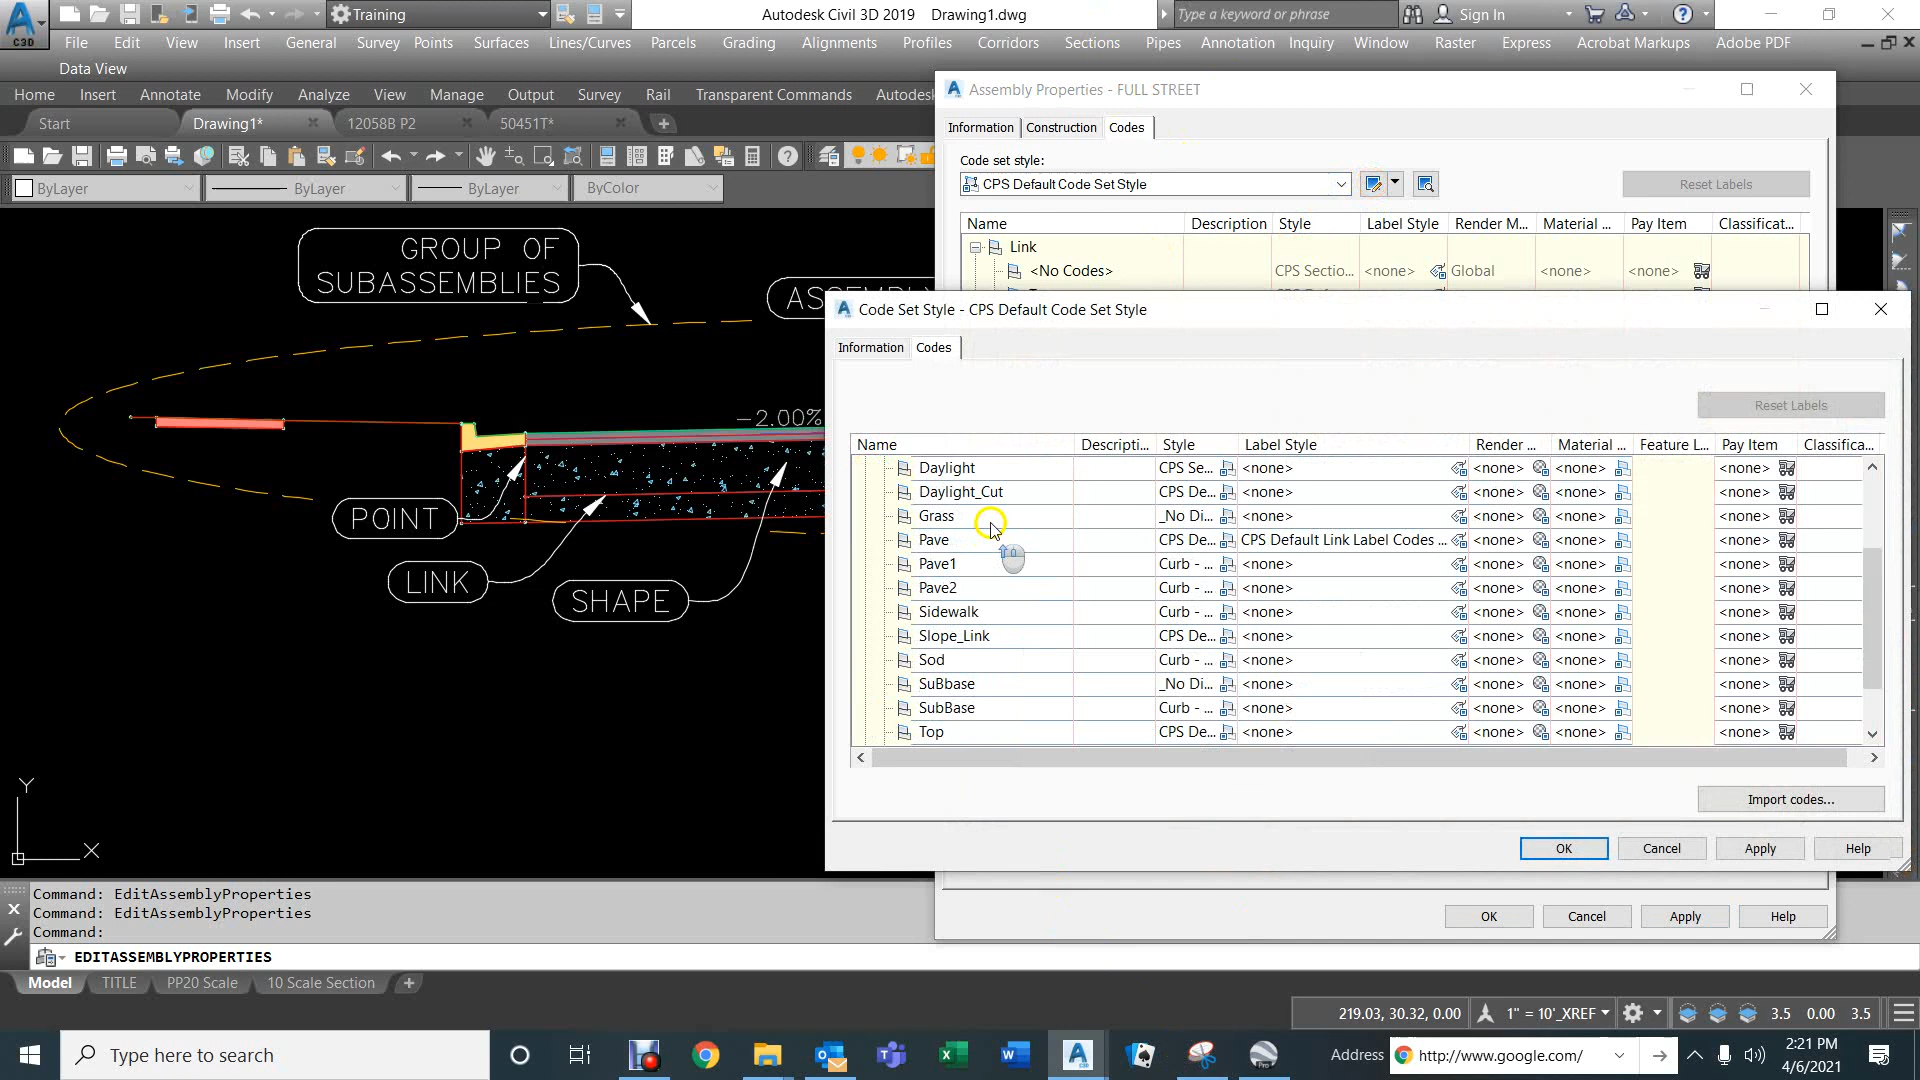 Training
Autodesk Civil 3D 2019 Drawing1.dwg
Type a keyword or phrase
Sign In
C3D
File Edit View Insert General Survey Points Surfaces Lines/Curves Parcels Grading Alignments Profiles Corridors Sections Pipes Annotation Inquiry Window Raster Express Acrobat Markups Adobe PDF
Data View
Home Insert Annotate Modify Analyze View Manage Output Survey Rail Transparent Commands Autodesk
Start Drawing1* 12058B P2 50451T*
ByLayer ByLayer ByLayer ByColor
Assembly Properties - FULL STREET
Information Construction Codes
Code set style:
CPS Default Code Set Style
Reset Labels
Name Description Style Label Style Render M... Material ... Pay Item Classificat...
Link
<No Codes> CPS Sectio... <none> Global <none> <none>
GROUP OF
SUBASSEMBLIES
-2.00%
POINT
LINK
SHAPE
Code Set Style - CPS Default Code Set Style
Information Codes
Reset Labels
Name Descripti... Style Label Style Render ... Material ... Feature L... Pay Item Classifica...
Daylight CPS Se... <none> <none> <none> <none>
Daylight_Cut CPS De... <none> <none> <none> <none>
Grass _No Di... <none> <none> <none> <none>
Pave CPS De... CPS Default Link Label Codes ... <none> <none> <none>
Pave1 Curb - ... <none> <none> <none> <none>
Pave2 Curb - ... <none> <none> <none> <none>
Sidewalk Curb - ... <none> <none> <none> <none>
Slope_Link CPS De... <none> <none> <none> <none>
Sod Curb - ... <none> <none> <none> <none>
SuBbase _No Di... <none> <none> <none> <none>
SubBase Curb - ... <none> <none> <none> <none>
Top CPS De... <none> <none> <none> <none>
Import codes...
OK Cancel Apply Help
OK Cancel Apply Help
Y
X
Command: EditAssemblyProperties
Command: EditAssemblyProperties
Command:
EDITASSEMBLYPROPERTIES
Model TITLE PP20 Scale 10 Scale Section
219.03, 30.32, 0.00 1" = 10'_XREF 3.5 0.00 3.5
Type here to search
Address http://www.google.com/
2:21 PM
4/6/2021